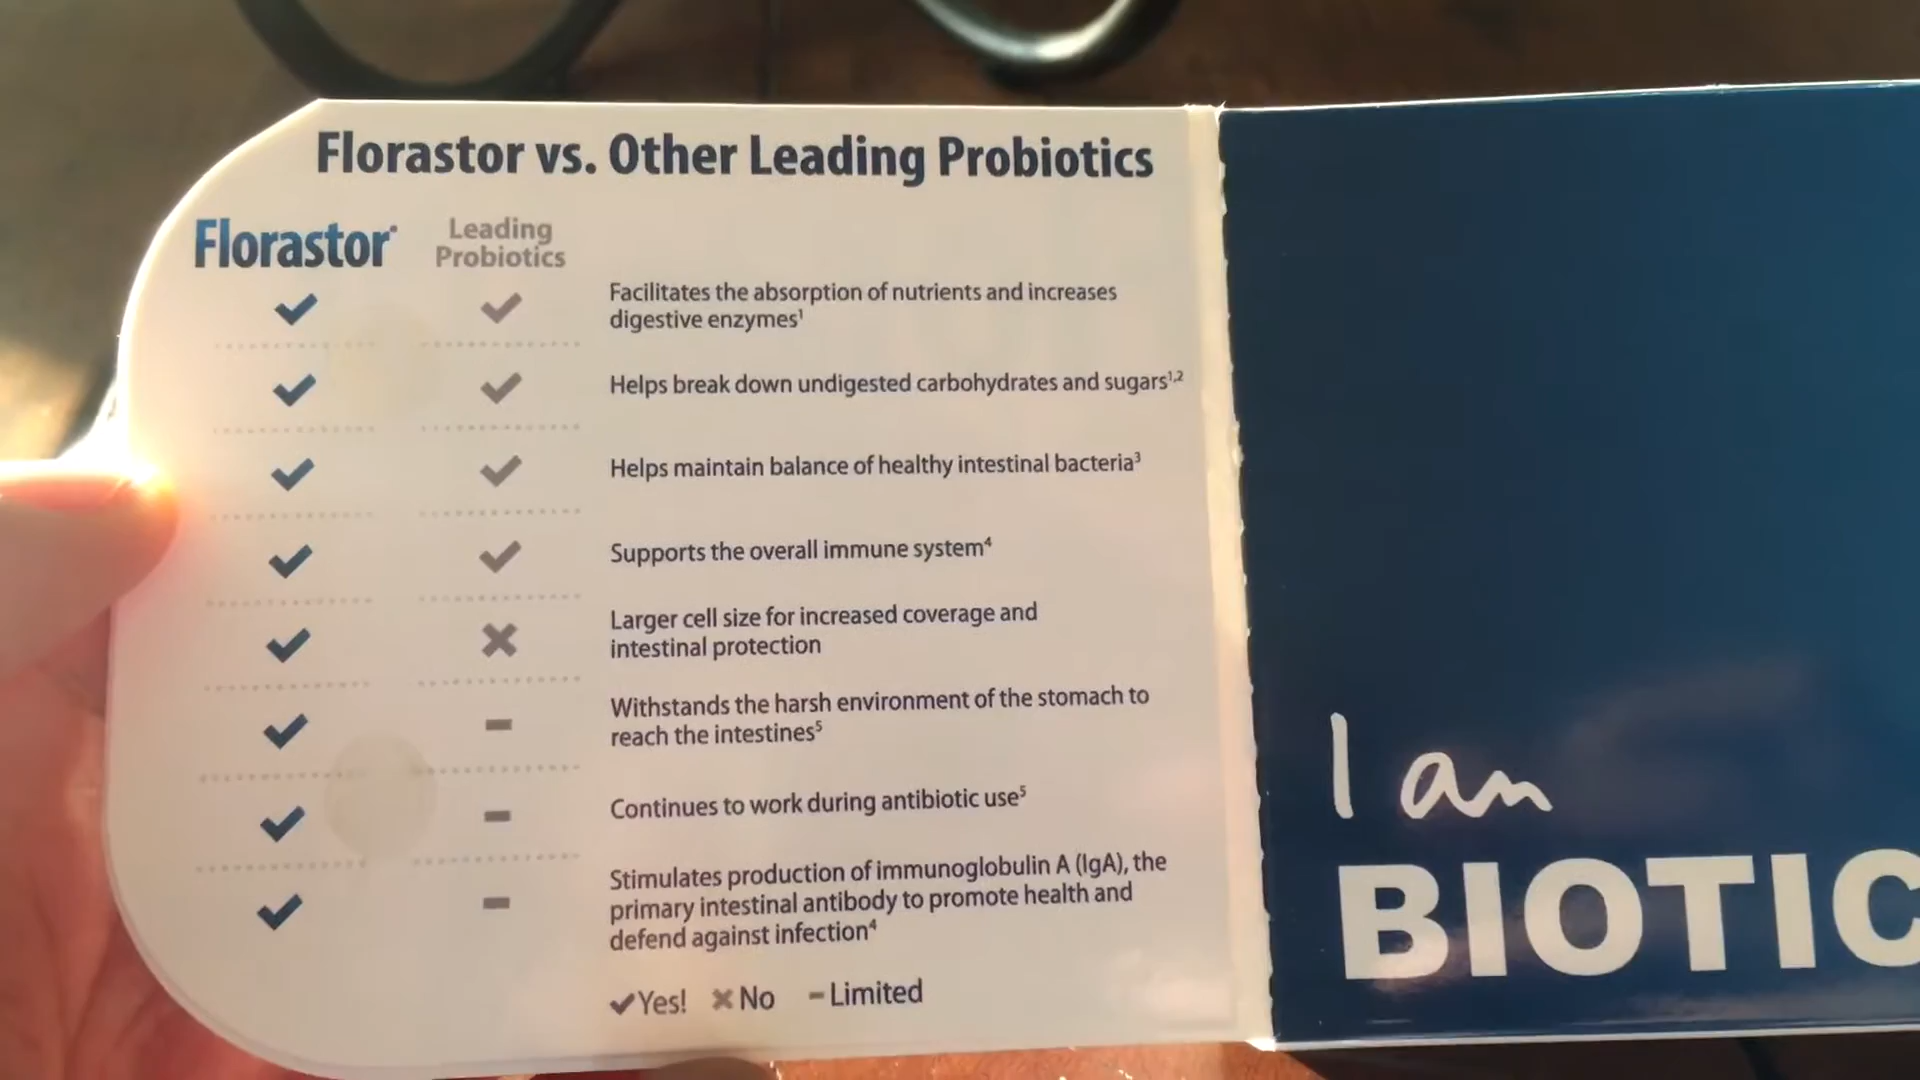 Florastor vs. Other Leading Probiotics
Florastor
Leading
Probiotics
✔ ✔ Facilitates the absorption of nutrients and increases
digestive enzymes¹
✔ ✔ Helps break down undigested carbohydrates and sugars¹,²
✔ ✔ Helps maintain balance of healthy intestinal bacteria³
✔ ✔ Supports the overall immune system⁴
✔ ✖ Larger cell size for increased coverage and
intestinal protection
✔ – Withstands the harsh environment of the stomach to
reach the intestines⁵
✔ – Continues to work during antibiotic use⁵
✔ – Stimulates production of immunoglobulin A (IgA), the
primary intestinal antibody to promote health and
defend against infection⁴
✔Yes! ✖No –Limited
I am
BIOTIC